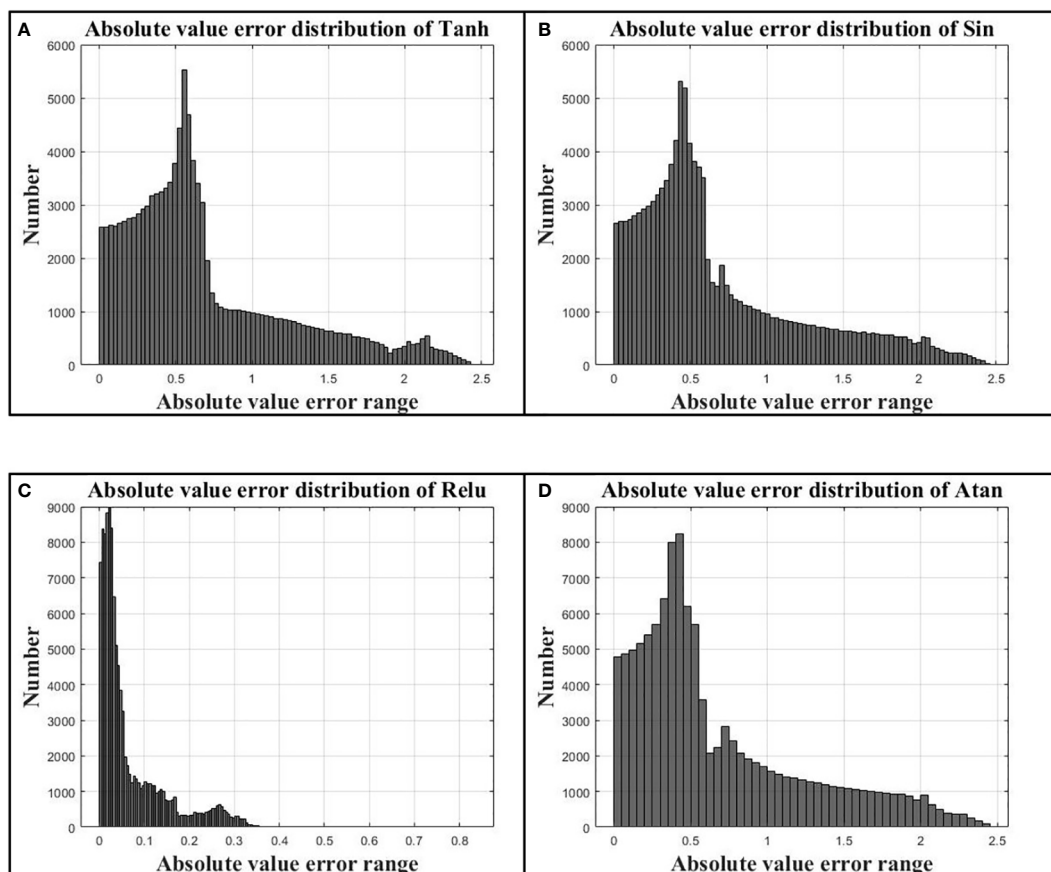 A
Absolute value error distribution of Tanh
6000
5000
4000
3000
2000
1000
0
Number
0 0.5 1 1.5 2 2.5
Absolute value error range
B
Absolute value error distribution of Sin
6000
5000
4000
3000
2000
1000
0
Number
0 0.5 1 1.5 2 2.5
Absolute value error range
C
Absolute value error distribution of Relu
9000
8000
7000
6000
5000
4000
3000
2000
1000
0
Number
0 0.1 0.2 0.3 0.4 0.5 0.6 0.7 0.8
Absolute value error range
D
Absolute value error distribution of Atan
9000
8000
7000
6000
5000
4000
3000
2000
1000
0
Number
0 0.5 1 1.5 2 2.5
Absolute value error range